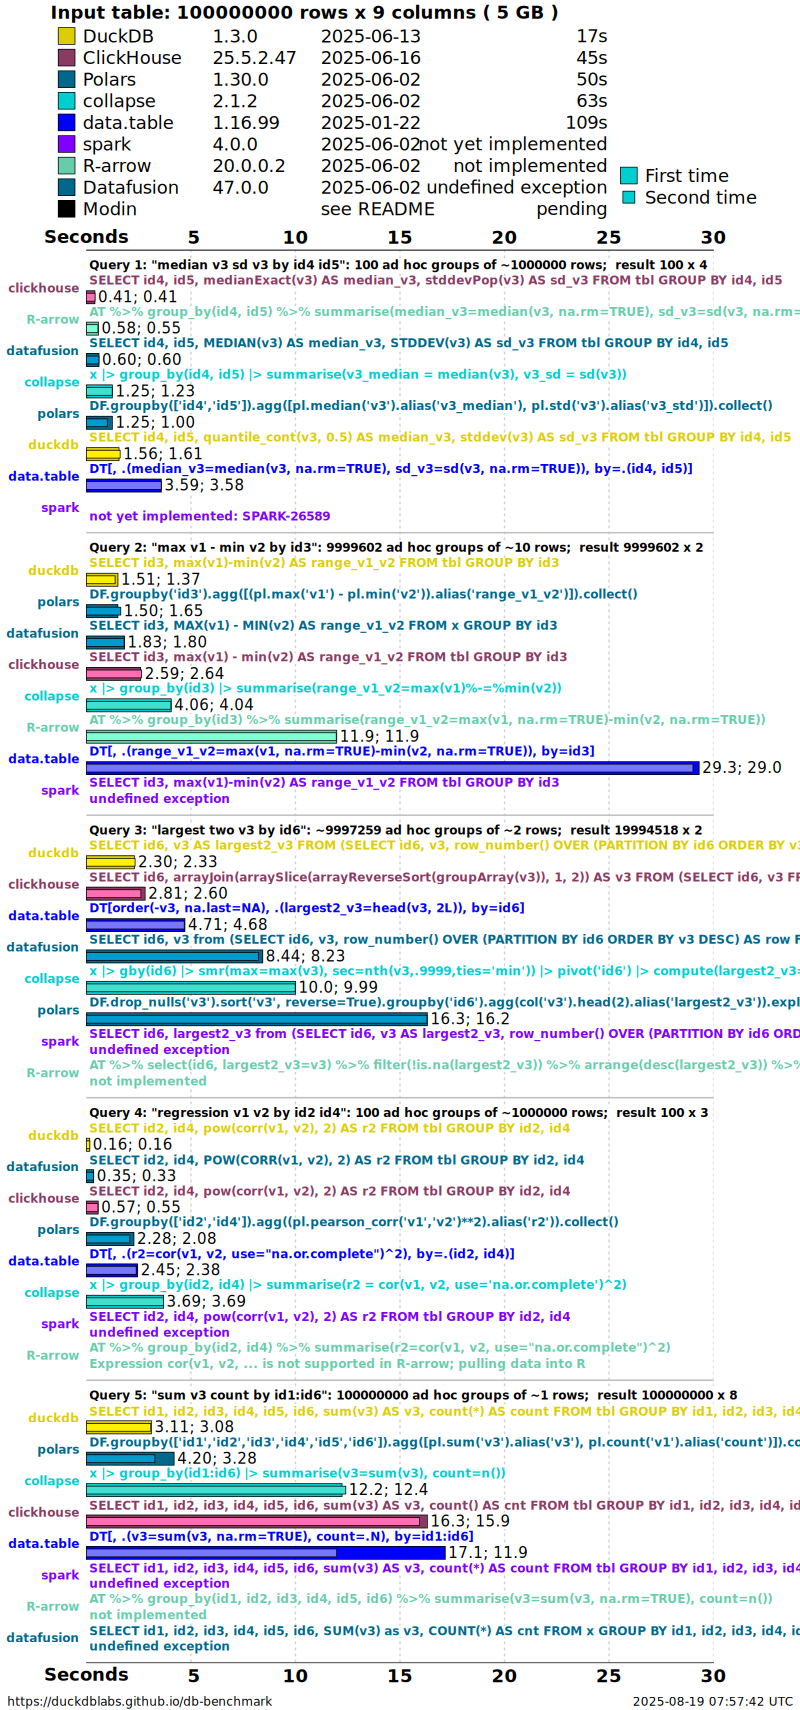 Input table: 100000000 rows x 9 columns ( 5 GB )
DuckDB 1.3.0 2025-06-13 17s
ClickHouse 25.5.2.47 2025-06-16 45s
Polars 1.30.0 2025-06-02 50s
collapse 2.1.2 2025-06-02 63s
data.table 1.16.99 2025-01-22 109s
spark 4.0.0 2025-06-02 not yet implemented
R-arrow 20.0.0.2 2025-06-02 not implemented
Datafusion 47.0.0 2025-06-02 undefined exception
Modin see README pending
First time
Second time
Seconds 5 10 15 20 25 30
Query 1: "median v3 sd v3 by id4 id5": 100 ad hoc groups of ~1000000 rows; result 100 x 4
SELECT id4, id5, medianExact(v3) AS median_v3, stddevPop(v3) AS sd_v3 FROM tbl GROUP BY id4, id5
clickhouse 0.41; 0.41
AT %>% group_by(id4, id5) %>% summarise(median_v3=median(v3, na.rm=TRUE), sd_v3=sd(v3, na.rm=
R-arrow 0.58; 0.55
SELECT id4, id5, MEDIAN(v3) AS median_v3, STDDEV(v3) AS sd_v3 FROM tbl GROUP BY id4, id5
datafusion 0.60; 0.60
x |> group_by(id4, id5) |> summarise(v3_median = median(v3), v3_sd = sd(v3))
collapse 1.25; 1.23
DF.groupby(['id4','id5']).agg([pl.median('v3').alias('v3_median'), pl.std('v3').alias('v3_std')]).collect()
polars 1.25; 1.00
SELECT id4, id5, quantile_cont(v3, 0.5) AS median_v3, stddev(v3) AS sd_v3 FROM tbl GROUP BY id4, id5
duckdb 1.56; 1.61
DT[, .(median_v3=median(v3, na.rm=TRUE), sd_v3=sd(v3, na.rm=TRUE)), by=.(id4, id5)]
data.table 3.59; 3.58
spark
not yet implemented: SPARK-26589
Query 2: "max v1 - min v2 by id3": 9999602 ad hoc groups of ~10 rows; result 9999602 x 2
SELECT id3, max(v1)-min(v2) AS range_v1_v2 FROM tbl GROUP BY id3
duckdb 1.51; 1.37
DF.groupby('id3').agg([(pl.max('v1') - pl.min('v2')).alias('range_v1_v2')]).collect()
polars 1.50; 1.65
SELECT id3, MAX(v1) - MIN(v2) AS range_v1_v2 FROM x GROUP BY id3
datafusion 1.83; 1.80
SELECT id3, max(v1) - min(v2) AS range_v1_v2 FROM tbl GROUP BY id3
clickhouse 2.59; 2.64
x |> group_by(id3) |> summarise(range_v1_v2=max(v1)%-=%min(v2))
collapse 4.06; 4.04
AT %>% group_by(id3) %>% summarise(range_v1_v2=max(v1, na.rm=TRUE)-min(v2, na.rm=TRUE))
R-arrow 11.9; 11.9
DT[, .(range_v1_v2=max(v1, na.rm=TRUE)-min(v2, na.rm=TRUE)), by=id3]
data.table 29.3; 29.0
SELECT id3, max(v1)-min(v2) AS range_v1_v2 FROM tbl GROUP BY id3
spark undefined exception
Query 3: "largest two v3 by id6": ~9997259 ad hoc groups of ~2 rows; result 19994518 x 2
SELECT id6, v3 AS largest2_v3 FROM (SELECT id6, v3, row_number() OVER (PARTITION BY id6 ORDER BY v3
duckdb 2.30; 2.33
SELECT id6, arrayJoin(arraySlice(arrayReverseSort(groupArray(v3)), 1, 2)) AS v3 FROM (SELECT id6, v3 FR
clickhouse 2.81; 2.60
DT[order(-v3, na.last=NA), .(largest2_v3=head(v3, 2L)), by=id6]
data.table 4.71; 4.68
SELECT id6, v3 from (SELECT id6, v3, row_number() OVER (PARTITION BY id6 ORDER BY v3 DESC) AS row F
datafusion 8.44; 8.23
x |> gby(id6) |> smr(max=max(v3), sec=nth(v3,.9999,ties='min')) |> pivot('id6') |> compute(largest2_v3=
collapse 10.0; 9.99
DF.drop_nulls('v3').sort('v3', reverse=True).groupby('id6').agg(col('v3').head(2).alias('largest2_v3')).expl
polars 16.3; 16.2
SELECT id6, largest2_v3 from (SELECT id6, v3 AS largest2_v3, row_number() OVER (PARTITION BY id6 ORD
spark undefined exception
AT %>% select(id6, largest2_v3=v3) %>% filter(!is.na(largest2_v3)) %>% arrange(desc(largest2_v3)) %>%
R-arrow not implemented
Query 4: "regression v1 v2 by id2 id4": 100 ad hoc groups of ~1000000 rows; result 100 x 3
SELECT id2, id4, pow(corr(v1, v2), 2) AS r2 FROM tbl GROUP BY id2, id4
duckdb 0.16; 0.16
SELECT id2, id4, POW(CORR(v1, v2), 2) AS r2 FROM tbl GROUP BY id2, id4
datafusion 0.35; 0.33
SELECT id2, id4, pow(corr(v1, v2), 2) AS r2 FROM tbl GROUP BY id2, id4
clickhouse 0.57; 0.55
DF.groupby(['id2','id4']).agg((pl.pearson_corr('v1','v2')**2).alias('r2')).collect()
polars 2.28; 2.08
DT[, .(r2=cor(v1, v2, use="na.or.complete")^2), by=.(id2, id4)]
data.table 2.45; 2.38
x |> group_by(id2, id4) |> summarise(r2 = cor(v1, v2, use='na.or.complete')^2)
collapse 3.69; 3.69
SELECT id2, id4, pow(corr(v1, v2), 2) AS r2 FROM tbl GROUP BY id2, id4
spark undefined exception
AT %>% group_by(id2, id4) %>% summarise(r2=cor(v1, v2, use="na.or.complete")^2)
R-arrow Expression cor(v1, v2, ... is not supported in R-arrow; pulling data into R
Query 5: "sum v3 count by id1:id6": 100000000 ad hoc groups of ~1 rows; result 100000000 x 8
SELECT id1, id2, id3, id4, id5, id6, sum(v3) AS v3, count(*) AS count FROM tbl GROUP BY id1, id2, id3, id4
duckdb 3.11; 3.08
DF.groupby(['id1','id2','id3','id4','id5','id6']).agg([pl.sum('v3').alias('v3'), pl.count('v1').alias('count')]).co
polars 4.20; 3.28
x |> group_by(id1:id6) |> summarise(v3=sum(v3), count=n())
collapse 12.2; 12.4
SELECT id1, id2, id3, id4, id5, id6, sum(v3) AS v3, count() AS cnt FROM tbl GROUP BY id1, id2, id3, id4, id
clickhouse 16.3; 15.9
DT[, .(v3=sum(v3, na.rm=TRUE), count=.N), by=id1:id6]
data.table 17.1; 11.9
SELECT id1, id2, id3, id4, id5, id6, sum(v3) AS v3, count(*) AS count FROM tbl GROUP BY id1, id2, id3, id4
spark undefined exception
AT %>% group_by(id1, id2, id3, id4, id5, id6) %>% summarise(v3=sum(v3, na.rm=TRUE), count=n())
R-arrow not implemented
SELECT id1, id2, id3, id4, id5, id6, SUM(v3) as v3, COUNT(*) AS cnt FROM x GROUP BY id1, id2, id3, id4, id
datafusion undefined exception
Seconds 5 10 15 20 25 30
https://duckdblabs.github.io/db-benchmark 2025-08-19 07:57:42 UTC